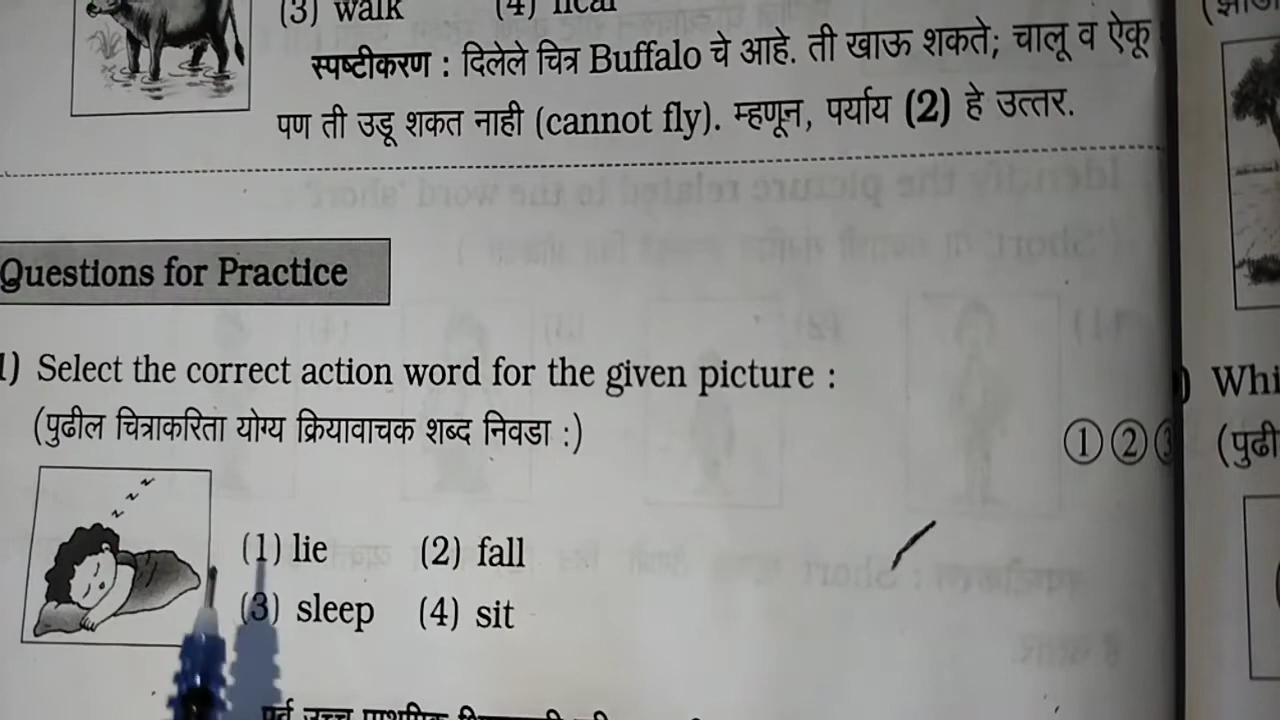 (3) walk (4)
स्पष्टीकरण : दिलेले चित्र Buffalo चे आहे. ती खाऊ शकते; चालू व ऐकू
पण ती उडू शकत नाही (cannot fly). म्हणून, पर्याय (2) हे उत्तर.
Questions for Practice
1) Select the correct action word for the given picture :
(पुढील चित्राकरिता योग्य क्रियावाचक शब्द निवडा :)
① ② ③
z z z
(1) lie (2) fall
(3) sleep (4) sit
) Whi
(पुढी